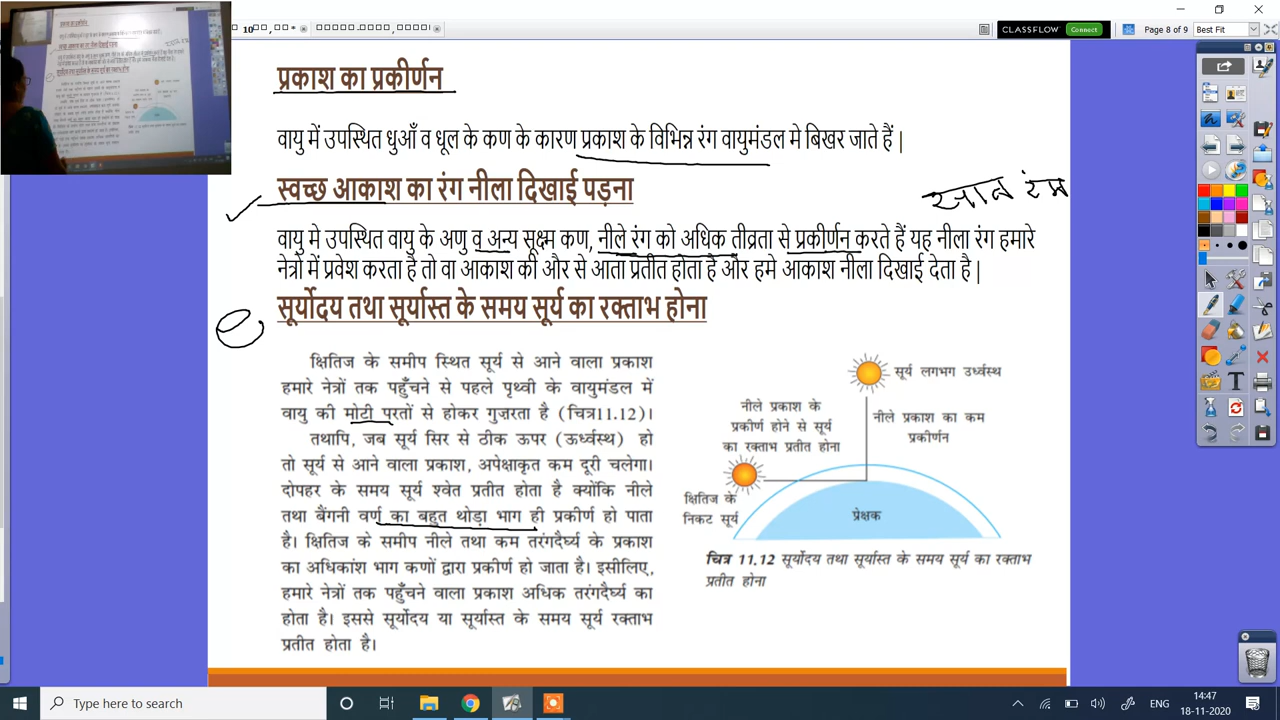 10
CLASSFLOW
Connect
Page 8 of 9
Best Fit
प्रकाश का प्रकीर्णन
वायु में उपस्थित धुआँ व धूल के कण के कारण प्रकाश के विभिन्न रंग वायुमंडल मे बिखर जाते हैं |
स्वच्छ आकाश का रंग नीला दिखाई पड़ना
सात रंग
वायु मे उपस्थित वायु के अणु व अन्य सूक्ष्म कण, नीले रंग को अधिक तीव्रता से प्रकीर्णन करते हैं यह नीला रंग हमारे
नेत्रो में प्रवेश करता है तो वा आकाश की और से आता प्रतीत होता है और हमे आकाश नीला दिखाई देता है |
सूर्योदय तथा सूर्यास्त के समय सूर्य का रक्ताभ होना
क्षितिज के समीप स्थित सूर्य से आने वाला प्रकाश
हमारे नेत्रों तक पहुँचने से पहले पृथ्वी के वायुमंडल में
वायु की मोटी परतों से होकर गुज़रता है (चित्र11.12)।
तथापि, जब सूर्य सिर से ठीक ऊपर (ऊर्ध्वस्थ) हो
तो सूर्य से आने वाला प्रकाश, अपेक्षाकृत कम दूरी चलेगा।
दोपहर के समय सूर्य श्वेत प्रतीत होता है क्योंकि नीले
तथा बैंगनी वर्ण का बहुत थोड़ा भाग ही प्रकीर्ण हो पाता
है। क्षितिज के समीप नीले तथा कम तरंगदैर्घ्य के प्रकाश
का अधिकांश भाग कणों द्वारा प्रकीर्ण हो जाता है। इसीलिए,
हमारे नेत्रों तक पहुँचने वाला प्रकाश अधिक तरंगदैर्घ्य का
होता है। इससे सूर्योदय या सूर्यास्त के समय सूर्य रक्ताभ
प्रतीत होता है।
सूर्य लगभग उर्ध्वस्थ
नीले प्रकाश के
प्रकीर्ण होने से सूर्य
का रक्ताभ प्रतीत होना
नीले प्रकाश का कम
प्रकीर्णन
क्षितिज के
निकट सूर्य
प्रेक्षक
चित्र 11.12 सूर्योदय तथा सूर्यास्त के समय सूर्य का रक्ताभ
प्रतीत होना
Type here to search
ENG
14:47
18-11-2020